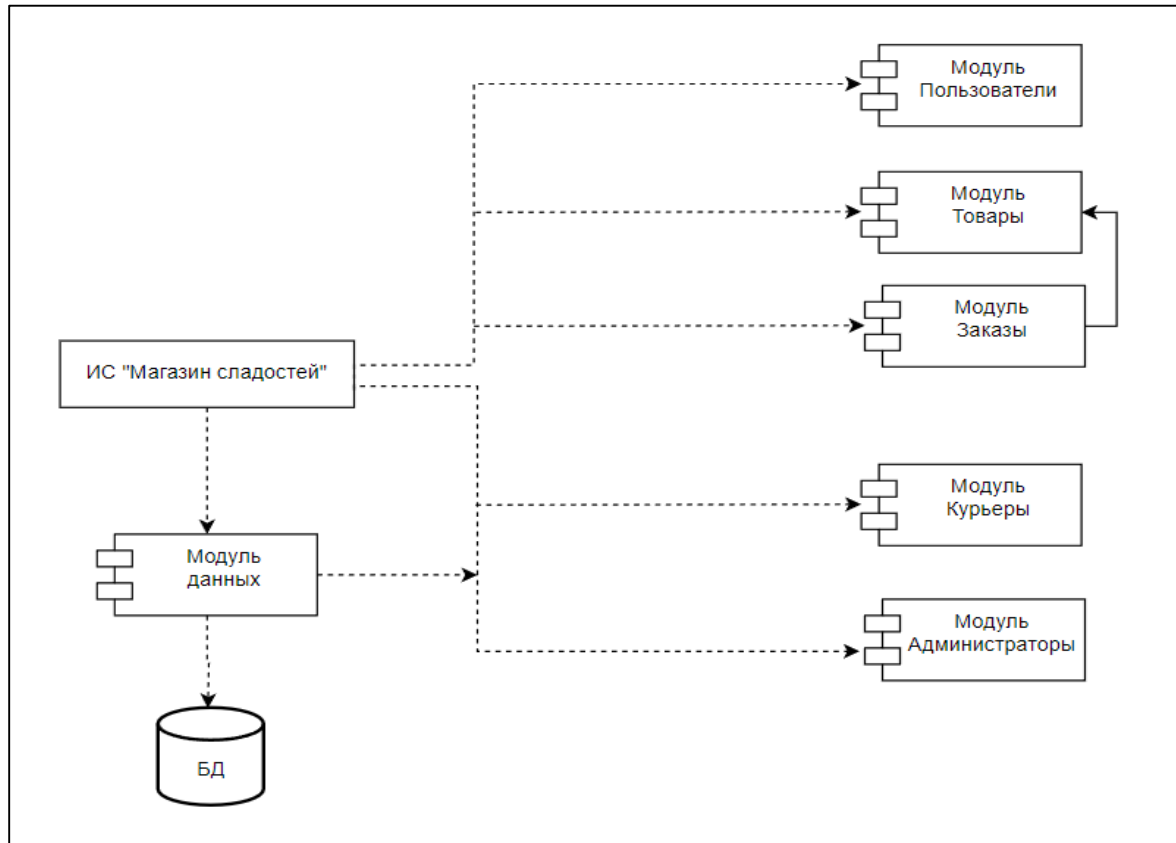 Модуль
Пользователи
Модуль
Товары
Модуль
Заказы
ИС "Магазин сладостей"
Модуль
Курьеры
Модуль
данных
Модуль
Администраторы
БД